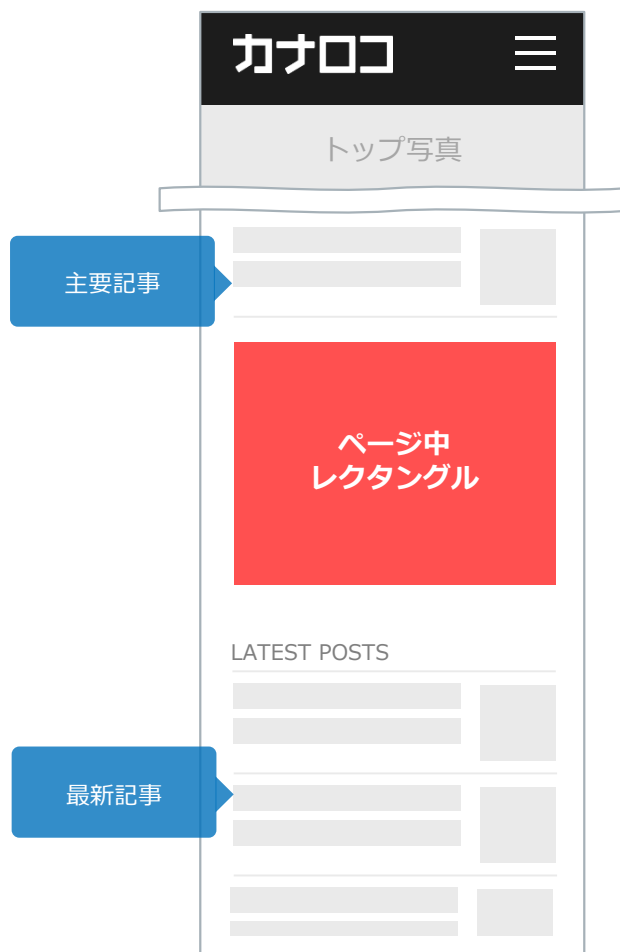 カナロコ
トップ写真
主要記事
ページ中
レクタングル
LATEST POSTS
最新記事